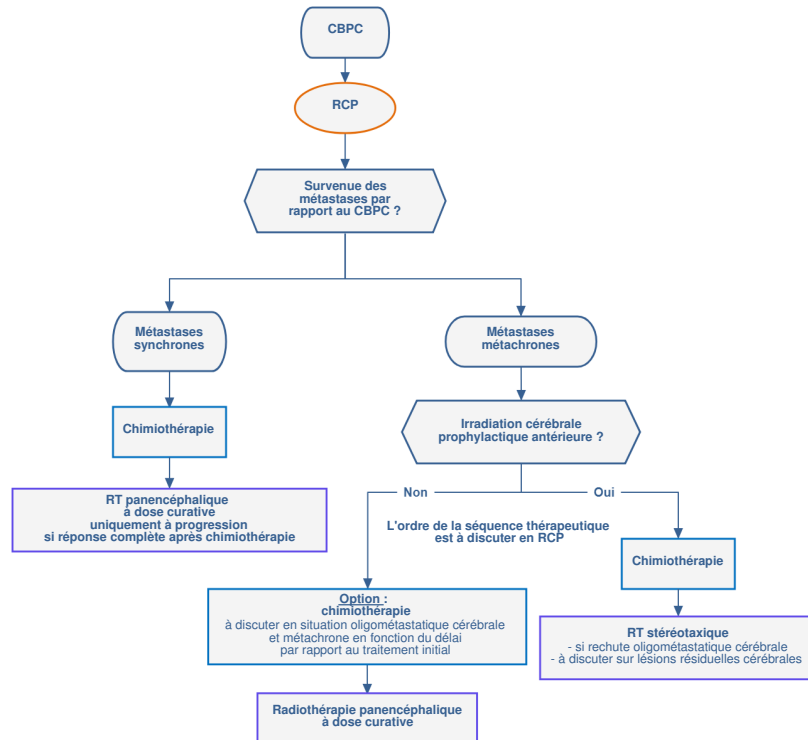 CBPC
RCP
Survenue des
métastases par
rapport au CBPC ?
Métastases
synchrones
Métastases
métachrones
Chimiothérapie
Irradiation cérébrale
prophylactique antérieure ?
RT panencéphalique
à dose curative
uniquement à progression
si réponse complète après chimiothérapie
Non
Oui
L'ordre de la séquence thérapeutique
est à discuter en RCP
Chimiothérapie
Option :
chimiothérapie
à discuter en situation oligométastatique cérébrale
et métachrone en fonction du délai
par rapport au traitement initial
RT stéréotaxique
- si rechute oligométastatique cérébrale
- à discuter sur lésions résiduelles cérébrales
Radiothérapie panencéphalique
à dose curative